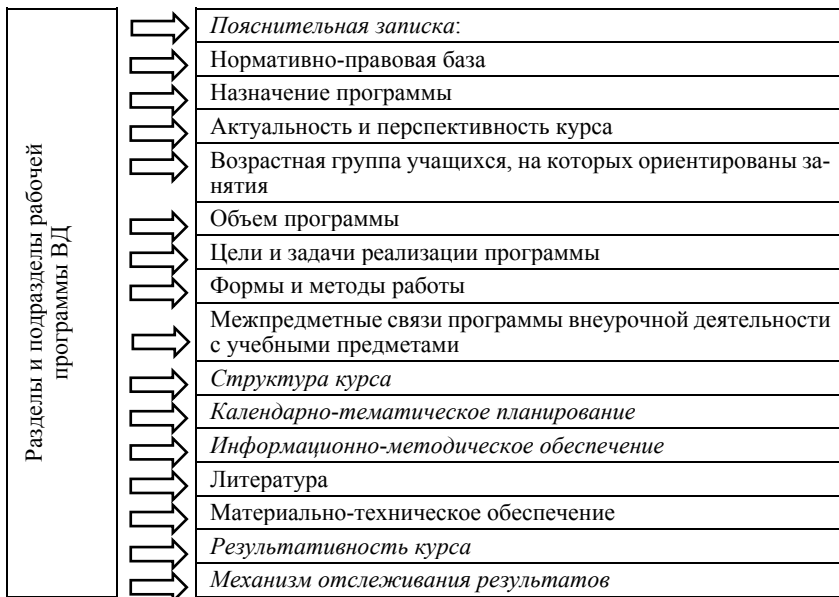 Разделы и подразделы рабочей
программы ВД
Пояснительная записка:
Нормативно-правовая база
Назначение программы
Актуальность и перспективность курса
Возрастная группа учащихся, на которых ориентированы за-
нятия
Объем программы
Цели и задачи реализации программы
Формы и методы работы
Межпредметные связи программы внеурочной деятельности
с учебными предметами
Структура курса
Календарно-тематическое планирование
Информационно-методическое обеспечение
Литература
Материально-техническое обеспечение
Результативность курса
Механизм отслеживания результатов